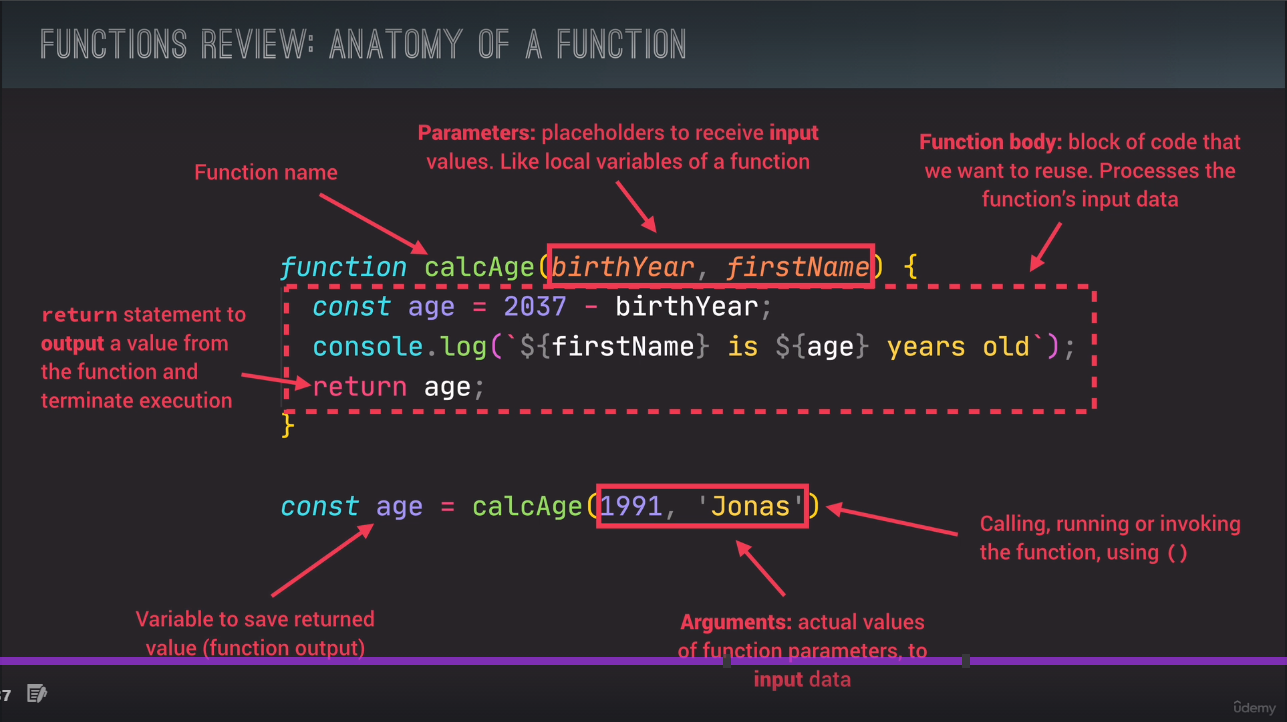 FUNCTIONS REVIEW: ANATOMY OF A FUNCTION
Parameters: placeholders to receive input
values. Like local variables of a function
Function body: block of code that
we want to reuse. Processes the
function's input data
Function name
function calcAge(birthYear, firstName) {
const age = 2037 - birthYear;
console.log(`${firstName} is ${age} years old`);
return age;
}
return statement to
output a value from
the function and
terminate execution
const age = calcAge(1991, 'Jonas')
Calling, running or invoking
the function, using ()
Variable to save returned
value (function output)
Arguments: actual values
of function parameters, to
input data
37
ûdemy